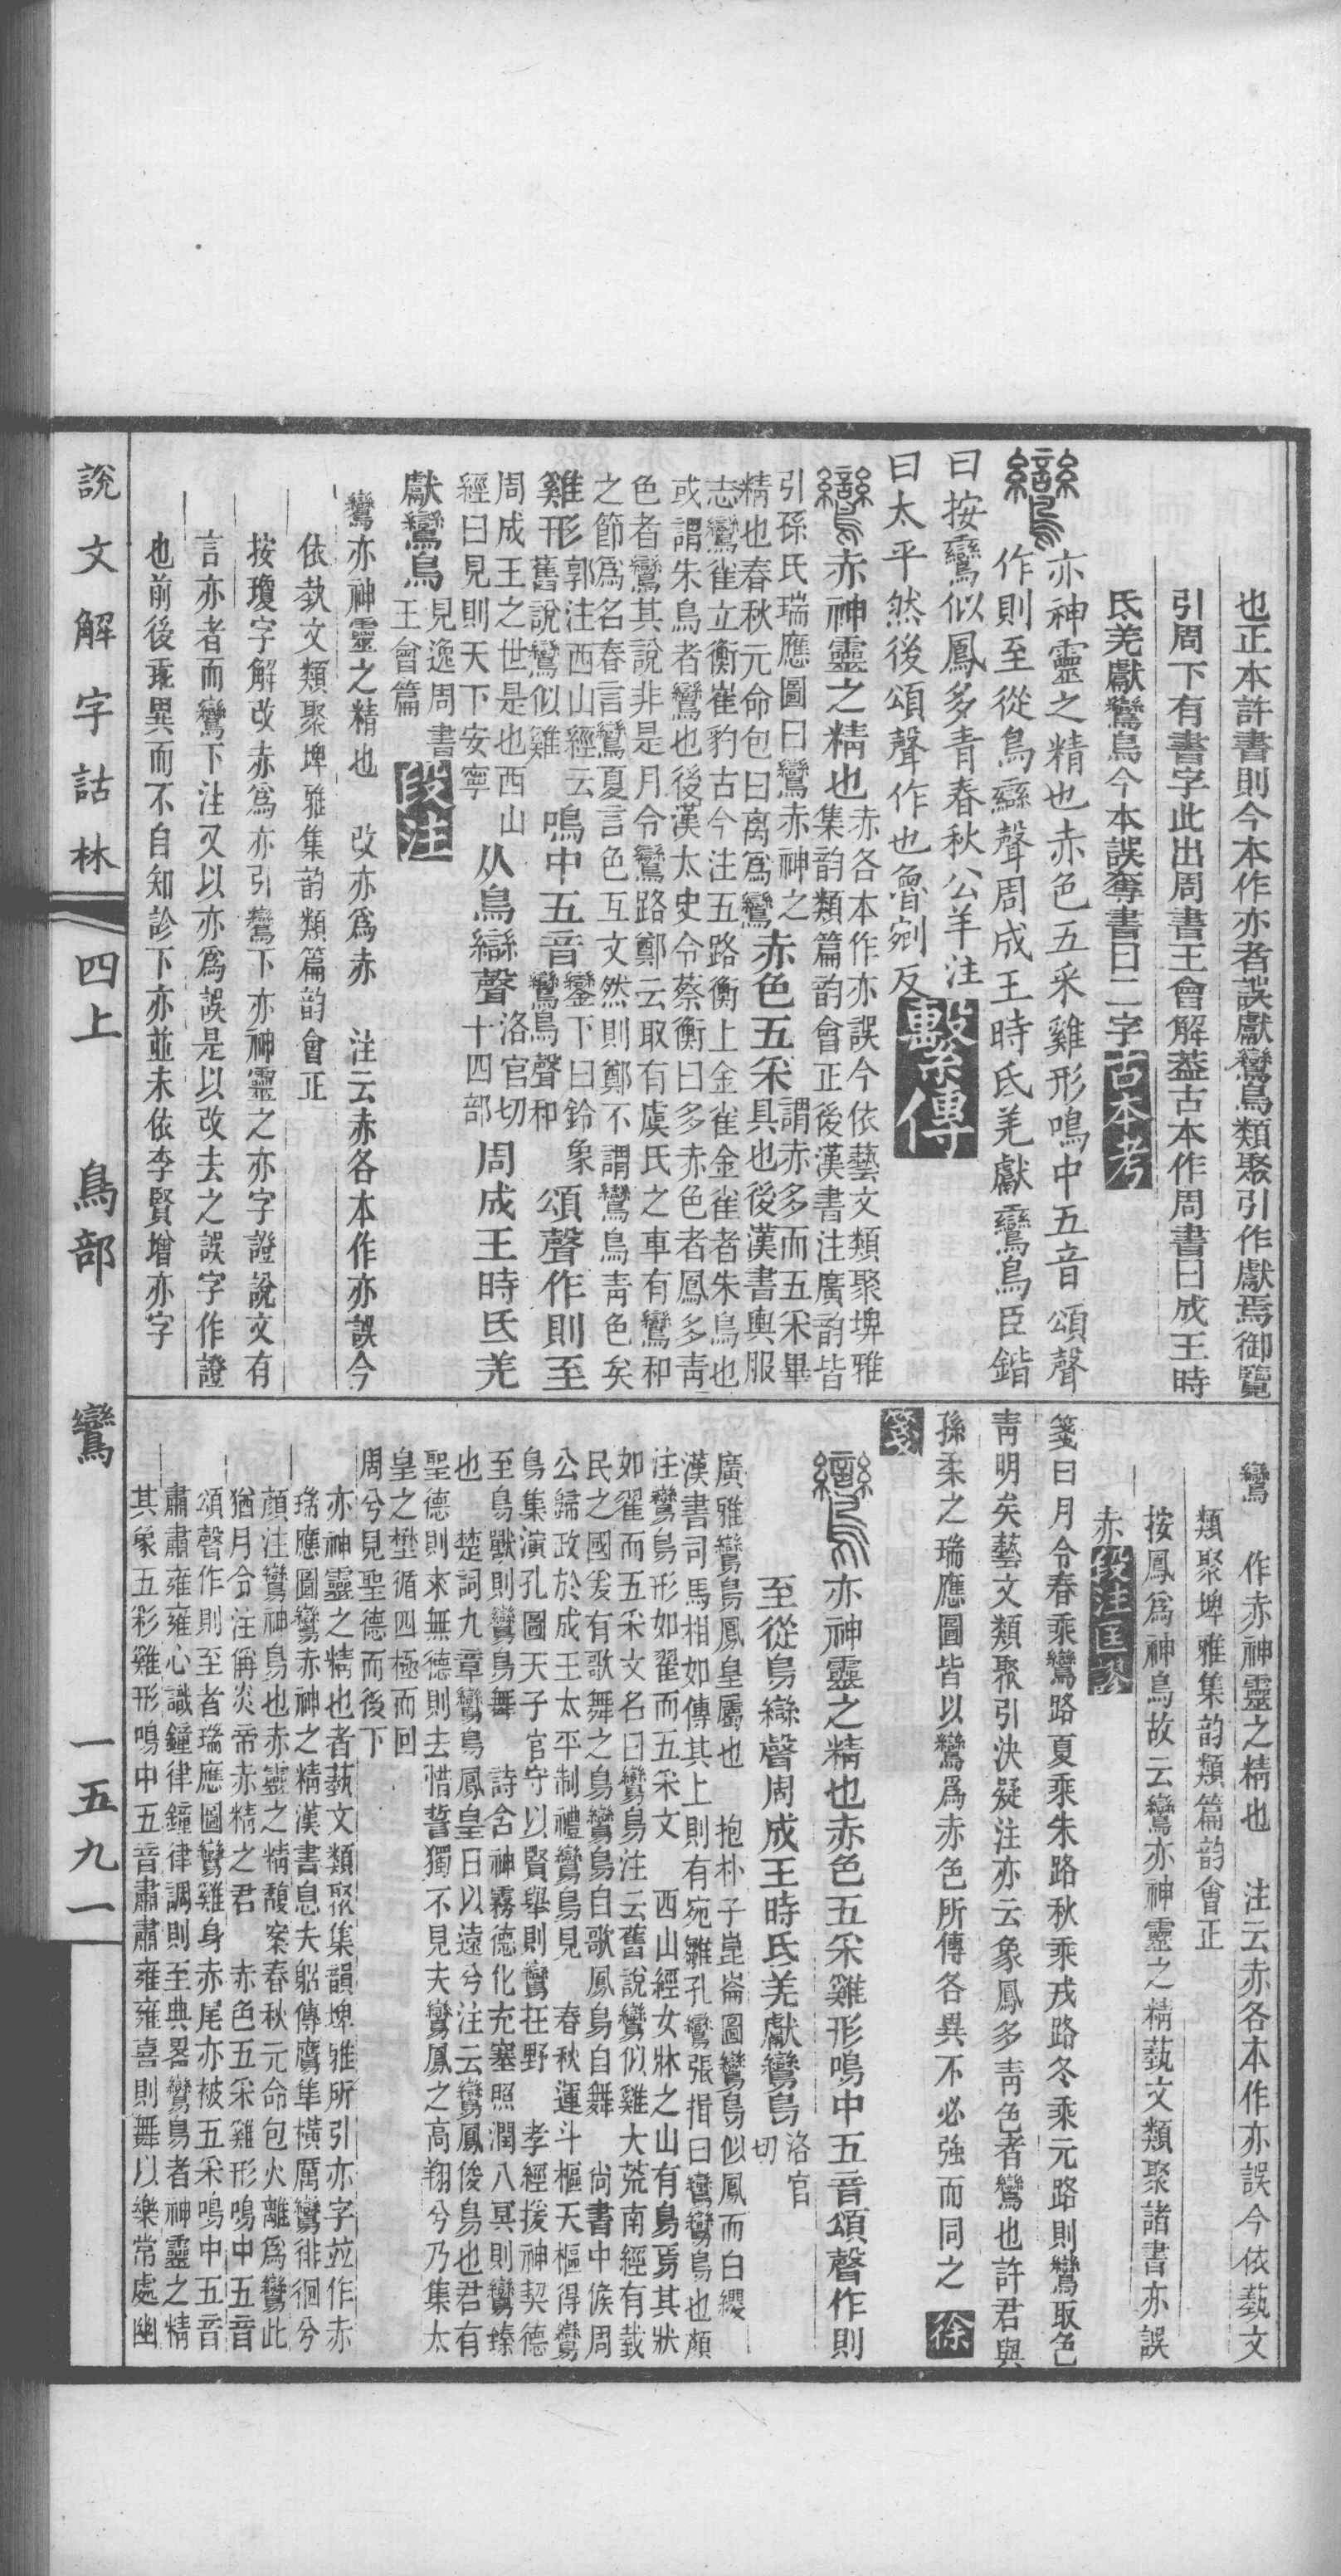 也正本許書則今本作亦者誤獻鸞鳥類聚引作獻焉御覽
引周下有書字此出周書王會解葢古本作周書曰成王時
氐羌獻鸞鳥今本誤奪書曰二字古本考
亦神靈之精也赤色五采雞形鳴中五音頌聲
作則至從鳥䜌聲周成王時氐羌獻鸞鳥臣鍇
曰按鸞似鳳多青春秋公羊注
曰太平然後頌聲作也魯剜反繫傳
赤神靈之精也
赤各本作亦誤今依藝文類聚埤雅
集韵類篇韵會正後漢書注廣韵皆
引孫氏瑞應圖曰鸞赤神之
精也春秋元命包曰离爲鸞
赤色五采
謂赤多而五采畢
具也後漢書輿服
志鸞雀立衡崔豹古今注五路衡上金雀金雀者朱鳥也
或謂朱鳥者鸞也後漢太史令蔡衡曰多赤色者鳳多靑
色者鸞其說非是月令鸞路鄭云取有虞氏之車有鸞和
之節爲名春言鸞夏言色互文然則鄭不謂鸞鳥靑色矣
雞形
郭注西山經云
舊說鸞似雞
鳴中五音
鑾下曰鈴象
鸞鳥聲和
頌聲作則至
周成王之世是也西山
經曰見則天下安寧
从鳥䜌聲
洛官切
十四部
周成王時氐羌
獻鸞鳥
見逸周書
王會篇
段注
鸞亦神靈之精也　改亦爲赤　注云赤各本作亦誤今
依埶文類聚埤雅集韵類篇韵會正
按瓊字解改赤爲亦引鸞下亦神靈之亦字證說文有
言亦者而鸞下注又以亦爲誤是以改去之誤字作證
也前後乖異而不自知診下亦並未依李賢增亦字
鸞　作赤神靈之精也　注云赤各本作亦誤今依埶文
類聚埤雅集韵類篇韵會正
按鳳爲神鳥故云鸞亦神靈之精埶文類聚諸書亦誤
赤段注匡謬
箋曰月令春乘鸞路夏乘朱路秋乘戎路冬乘元路則鸞取色
靑明矣藝文類聚引決疑注亦云象鳳多靑色者鸞也許君與
孫柔之瑞應圖皆以鸞爲赤色所傳各異不必強而同之　徐
箋
亦神靈之精也赤色五采雞形鳴中五音頌聲作則
至從鳥䜌聲周成王時氐羌獻鸞鳥
洛官
切
廣雅鸞鳥鳳皇屬也　抱朴子崑崙圖鸞鳥似鳳而白纓
漢書司馬相如傳其上則有宛雛孔鸞張揖曰鸞鸞鳥也顏
注鸞鳥形如翟而五采文　西山經女牀之山有鳥焉其狀
如翟而五采文名曰鸞鳥注云舊說鸞似雞大荒南經有臷
民之國爰有歌舞之鳥鸞鳥自歌鳳鳥自舞　尙書中候周
公歸政於成王太平制禮鸞鳥見　春秋運斗樞天樞得鸞
鳥集演孔圖天子官守以賢舉則鸞在野　孝經援神契德
至鳥獸則鸞鳥舞　詩含神霧德化充塞照潤八冥則鸞臻
也　楚詞九章鸞鳥鳳皇日以遠兮注云鸞鳳俊鳥也君有
聖德則來無德則去惜誓獨不見夫鸞鳳之高翔兮乃集太
皇之壄循四極而回
周兮見聖德而後下
亦神靈之精也者埶文類聚集韻埤雅所引亦字竝作赤
瑞應圖鸞赤神之精漢書息夫躬傳鷹隼橫厲鸞徘徊兮
顏注鸞神鳥也赤靈之精馥案春秋元命包火離爲鸞此
猶月令注偁炎帝赤精之君　赤色五采雞形鳴中五音
頌聲作則至者瑞應圖鸞雞身赤尾亦被五采鳴中五音
肅肅雍雍心識鐘律鐘律調則至典畧鸞鳥者神靈之精
其象五彩雞形鳴中五音肅肅雍雍喜則舞以樂常處幽
說文解字詁林　四上　鳥部　鸞　一五九一